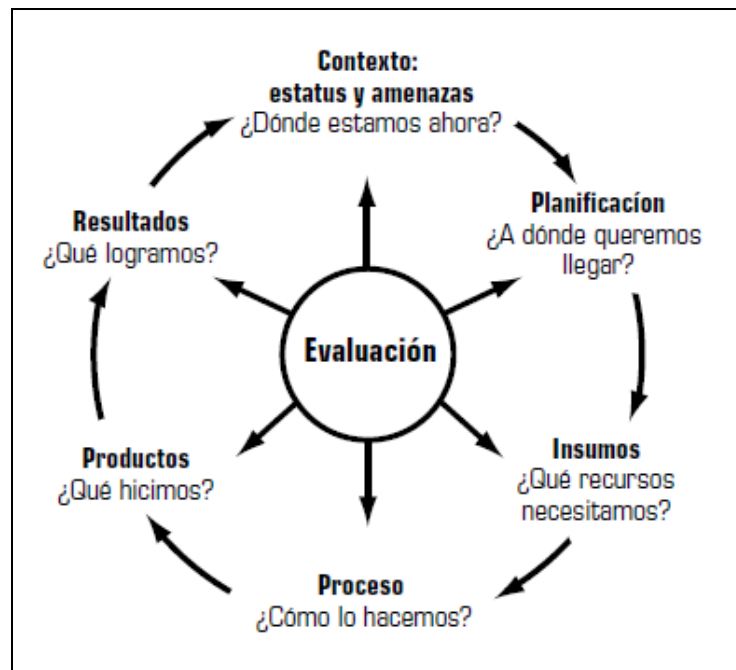 Contexto:
estatus y amenazas
¿Dónde estamos ahora?
Planificacíon
¿A dónde queremos
llegar?
Insumos
¿Qué recursos
necesitamos?
Proceso
¿Cómo lo hacemos?
Productos
¿Qué hicimos?
Resultados
¿Qué logramos?
Evaluación